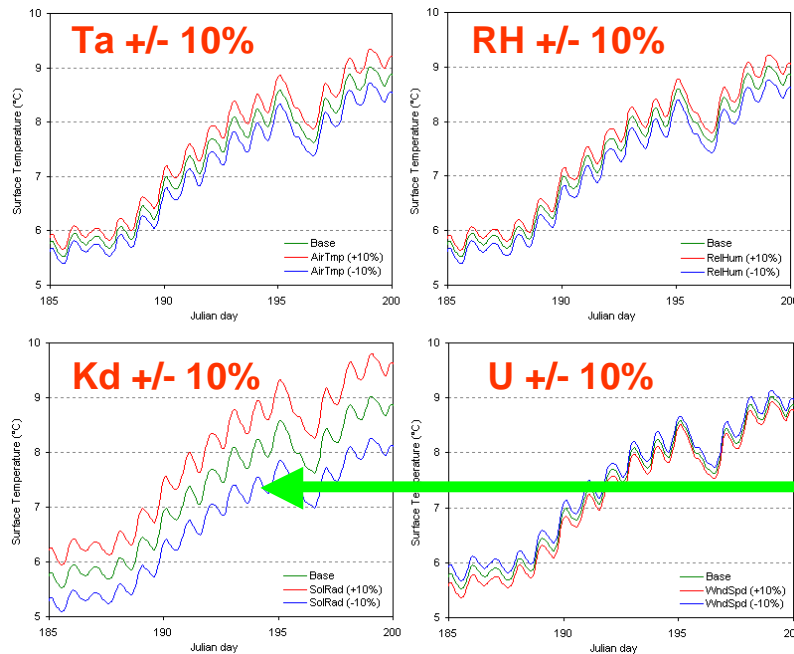 Ta +/- 10%
10
9
8
7
6
5
Surface Temperature (°C)
Base
AirTmp (+10%)
AirTmp (-10%)
185
190
195
200
Julian day
RH +/- 10%
10
9
8
7
6
5
Surface Temperature (°C)
Base
RelHum (+10%)
RelHum (-10%)
185
190
195
200
Julian day
Kd +/- 10%
10
9
8
7
6
5
Surface Temperature (°C)
Base
SolRad (+10%)
SolRad (-10%)
185
190
195
200
Julian day
U +/- 10%
10
9
8
7
6
5
Surface Temperature (°C)
Base
WndSpd (+10%)
WndSpd (-10%)
185
190
195
200
Julian day